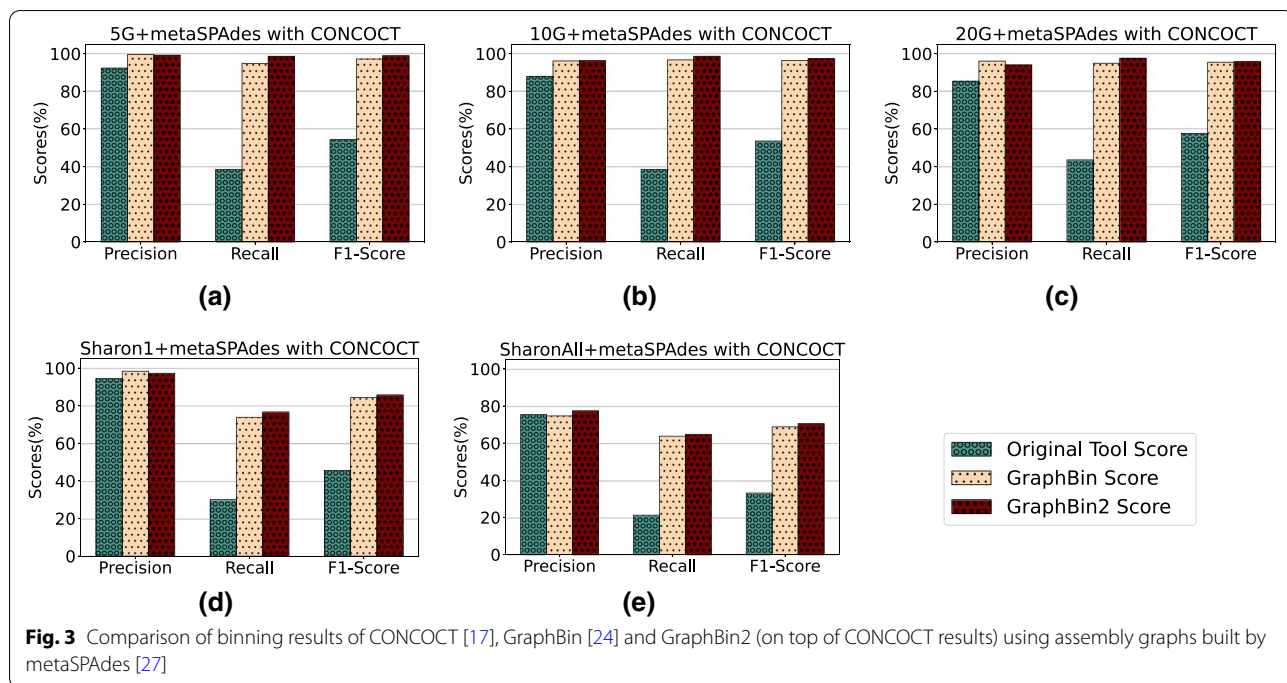 5G+metaSPAdes with CONCOCT
Scores(%)
100
80
60
40
20
0
Precision Recall F1-Score
(a)
10G+metaSPAdes with CONCOCT
Scores(%)
100
80
60
40
20
0
Precision Recall F1-Score
(b)
20G+metaSPAdes with CONCOCT
Scores(%)
100
80
60
40
20
0
Precision Recall F1-Score
(c)
Sharon1+metaSPAdes with CONCOCT
Scores(%)
100
80
60
40
20
0
Precision Recall F1-Score
(d)
SharonAll+metaSPAdes with CONCOCT
Scores(%)
100
80
60
40
20
0
Precision Recall F1-Score
(e)
Original Tool Score
GraphBin Score
GraphBin2 Score
Fig. 3 Comparison of binning results of CONCOCT [17], GraphBin [24] and GraphBin2 (on top of CONCOCT results) using assembly graphs built by
metaSPAdes [27]